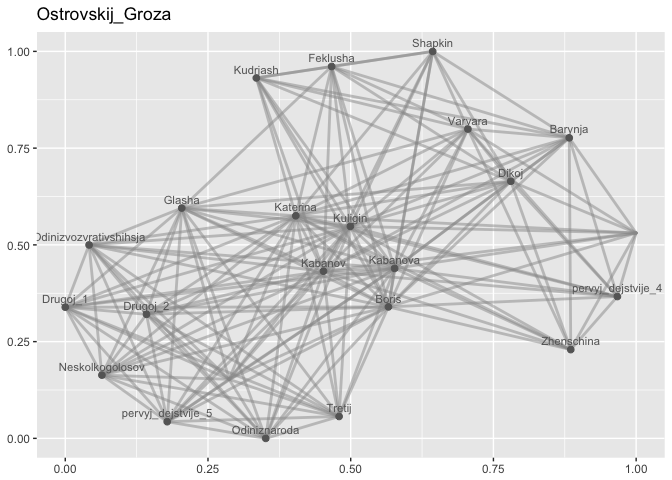 Ostrovskij_Groza
1.00
0.75
0.50
0.25
0.00
Shapkin
Feklusha
Kudriash
Varvara
Barynja
Dikoj
Glasha
Katerina
Kuligin
Odinizvozvrativshihsja
Kabanov
Kabanova
pervyj_dejstvije_4
Drugoj_1
Drugoj_2
Boris
Zhenschina
Neskolkogolosov
pervyj_dejstvije_5
Tretij
Odiniznaroda
0.00
0.25
0.50
0.75
1.00